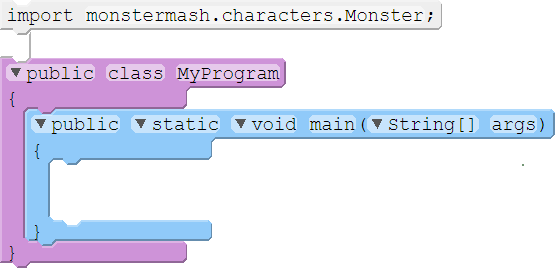 import monstermash.characters.Monster;
public class MyProgram
{
public static void main(String[] args)
{
}
}